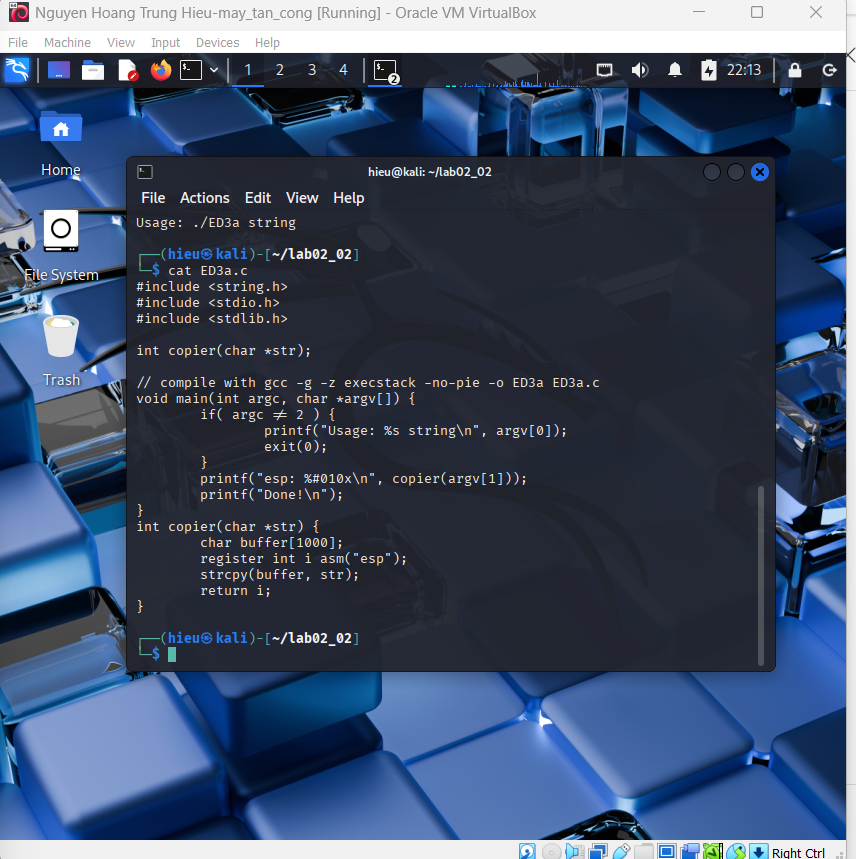 Nguyen Hoang Trung Hieu-may_tan_cong [Running] - Oracle VM VirtualBox
File Machine View Input Devices Help
1 2 3 4 2 22:13
Home
File System
Trash
hieu@kali: ~/lab02_02
File Actions Edit View Help
Usage: ./ED3a string
┌──(hieu㉿kali)-[~/lab02_02]
└─$ cat ED3a.c
#include <string.h>
#include <stdio.h>
#include <stdlib.h>
int copier(char *str);
// compile with gcc -g -z execstack -no-pie -o ED3a ED3a.c
void main(int argc, char *argv[]) {
if( argc ≠ 2 ) {
printf("Usage: %s string\n", argv[0]);
exit(0);
}
printf("esp: %#010x\n", copier(argv[1]));
printf("Done!\n");
}
int copier(char *str) {
char buffer[1000];
register int i asm("esp");
strcpy(buffer, str);
return i;
}
┌──(hieu㉿kali)-[~/lab02_02]
└─$
Right Ctrl